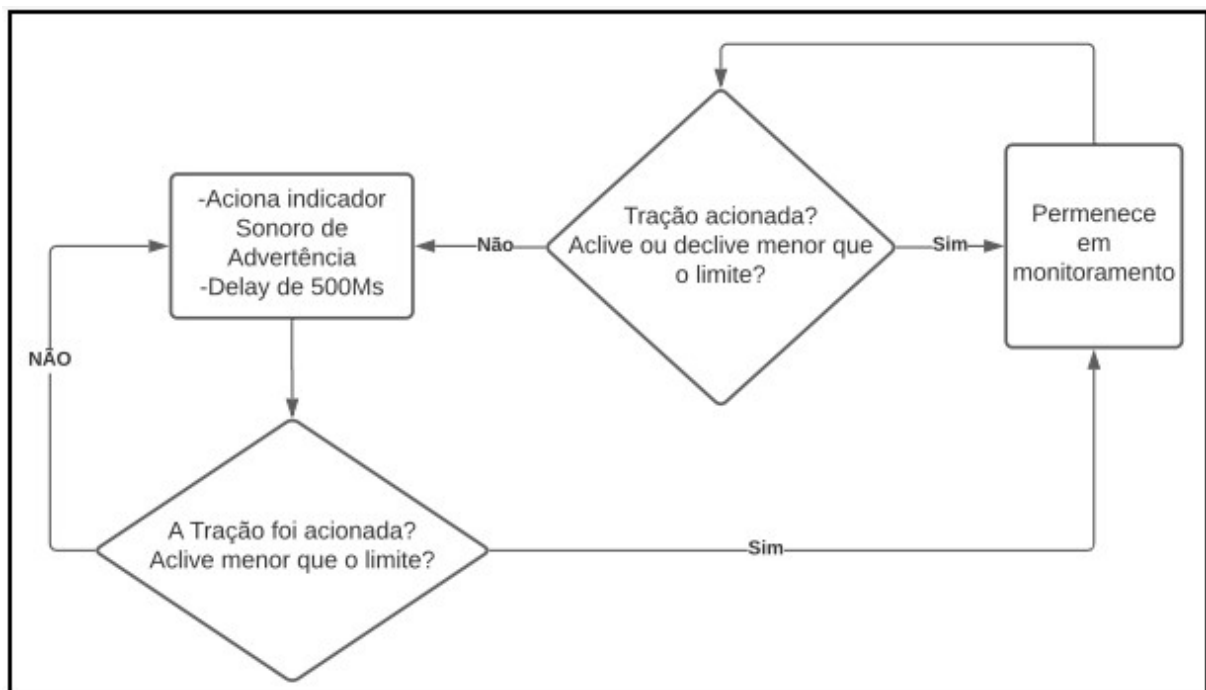 Tração acionada?
Aclive ou declive menor que
o limite?
Sim
Permenece
em
monitoramento
Não
-Aciona indicador
Sonoro de
Advertência
-Delay de 500Ms
A Tração foi acionada?
Aclive menor que o limite?
NÃO
Sim